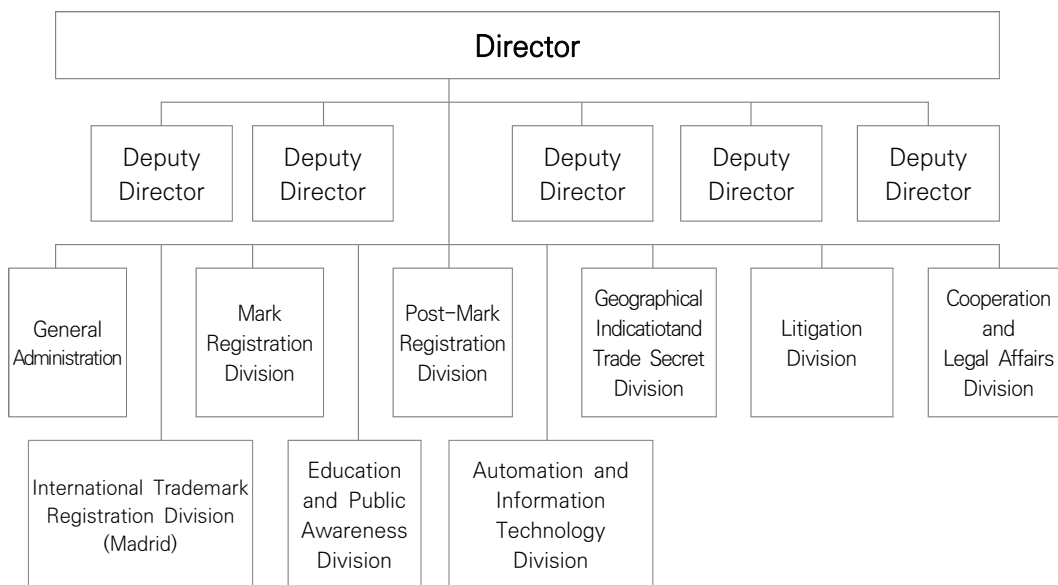 Director
Deputy
Director
Deputy
Director
Deputy
Director
Deputy
Director
Deputy
Director
General
Administration
Mark
Registration
Division
Post-Mark
Registration
Division
Geographical
Indicatiotand
Trade Secret
Division
Litigation
Division
Cooperation
and
Legal Affairs
Division
International Trademark
Registration Division
(Madrid)
Education
and Public
Awareness
Division
Automation and
Information
Technology
Division